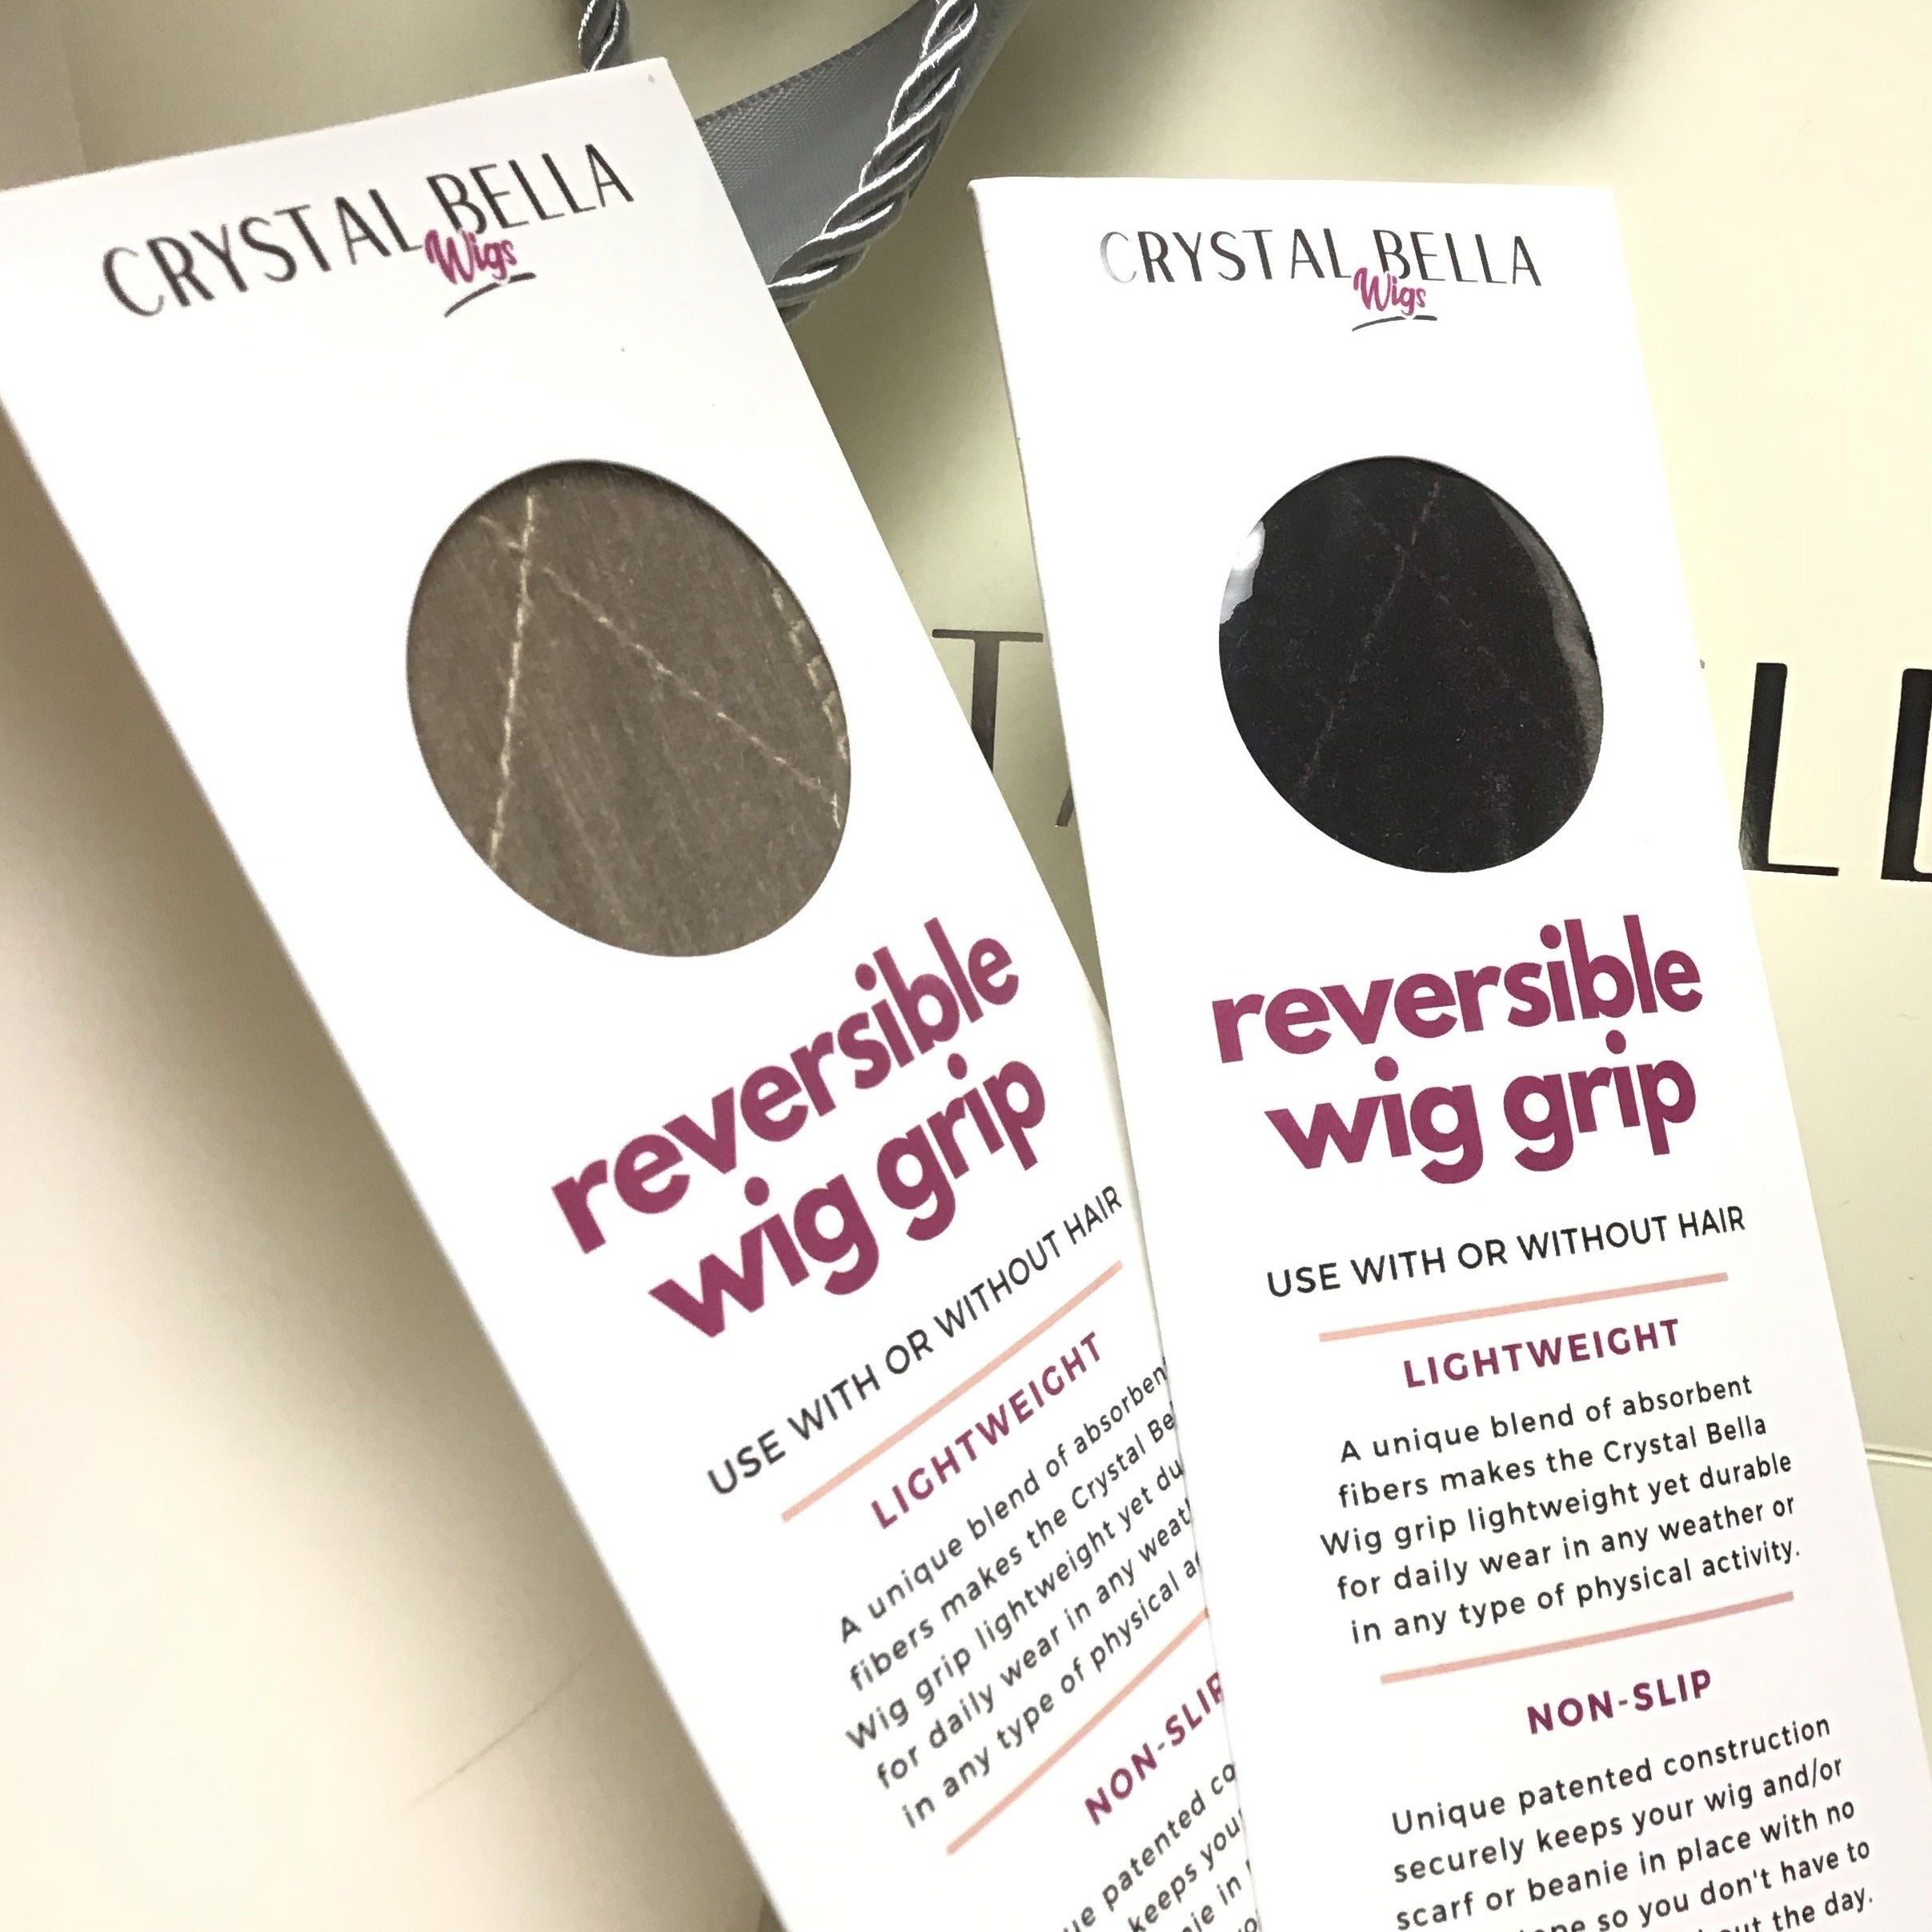 CRYSTAL BELLA
Wigs
reversible
wig grip
USE WITH OR WITHOUT HAIR
LIGHTWEIGHT
A unique blend of absorbent
fibers makes the Crystal
Wig grip lightweight yet
for daily wear in any
in any type of physical
NON-SLIP
patented
keeps
in
CRYSTAL BELLA
Wigs
reversible
wig grip
USE WITH OR WITHOUT HAIR
LIGHTWEIGHT
A unique blend of absorbent
fibers makes the Crystal Bella
Wig grip lightweight yet durable
for daily wear in any weather or
in any type of physical activity.
NON-SLIP
Unique patented construction
securely keeps your wig and/or
scarf or beanie in place with no
so you don't have to
the day.